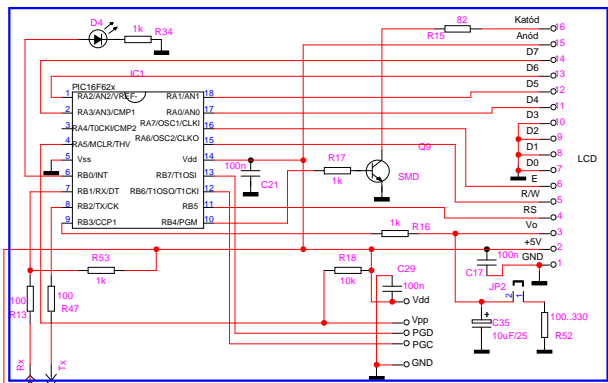 D4
1k
R34
82
R15
Katód
16
Anód
15
D7
14
D6
13
D5
12
D4
11
D3
10
D2
9
D1
8
D0
7
E
6
R/W
5
RS
4
Vo
3
+5V
2
GND
1
LCD
IC1
PIC16F62x
1
RA2/AN2/VREF-
RA1/AN1
18
2
RA3/AN3/CMP1
RA0/AN0
17
3
RA4/T0CKI/CMP2
RA7/OSC1/CLKI
16
4
RA5/MCLR/THV
RA6/OSC2/CLKO
15
5
Vss
Vdd
14
6
RB0/INT
RB7/T1OSI
13
7
RB1/RX/DT
RB6/T1OSO/T1CKI
12
8
RB2/TX/CK
RB5
11
9
RB3/CCP1
RB4/PGM
10
100n
C21
R17
1k
Q9
SMD
1k
R16
R53
1k
R18
10k
C29
100n
C17
100n
JP2
2
1
C35
10uF/25
100..330
R52
100
R13
100
R47
Vdd
Vpp
PGD
PGC
GND
Rx
Tx